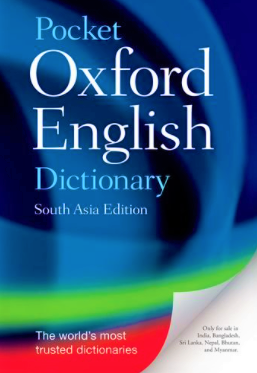 Pocket
Oxford
English
Dictionary
South Asia Edition
The world's most
trusted dictionaries
Only for sale in
India, Bangladesh,
Sri Lanka, Nepal, Bhutan,
and Myanmar.